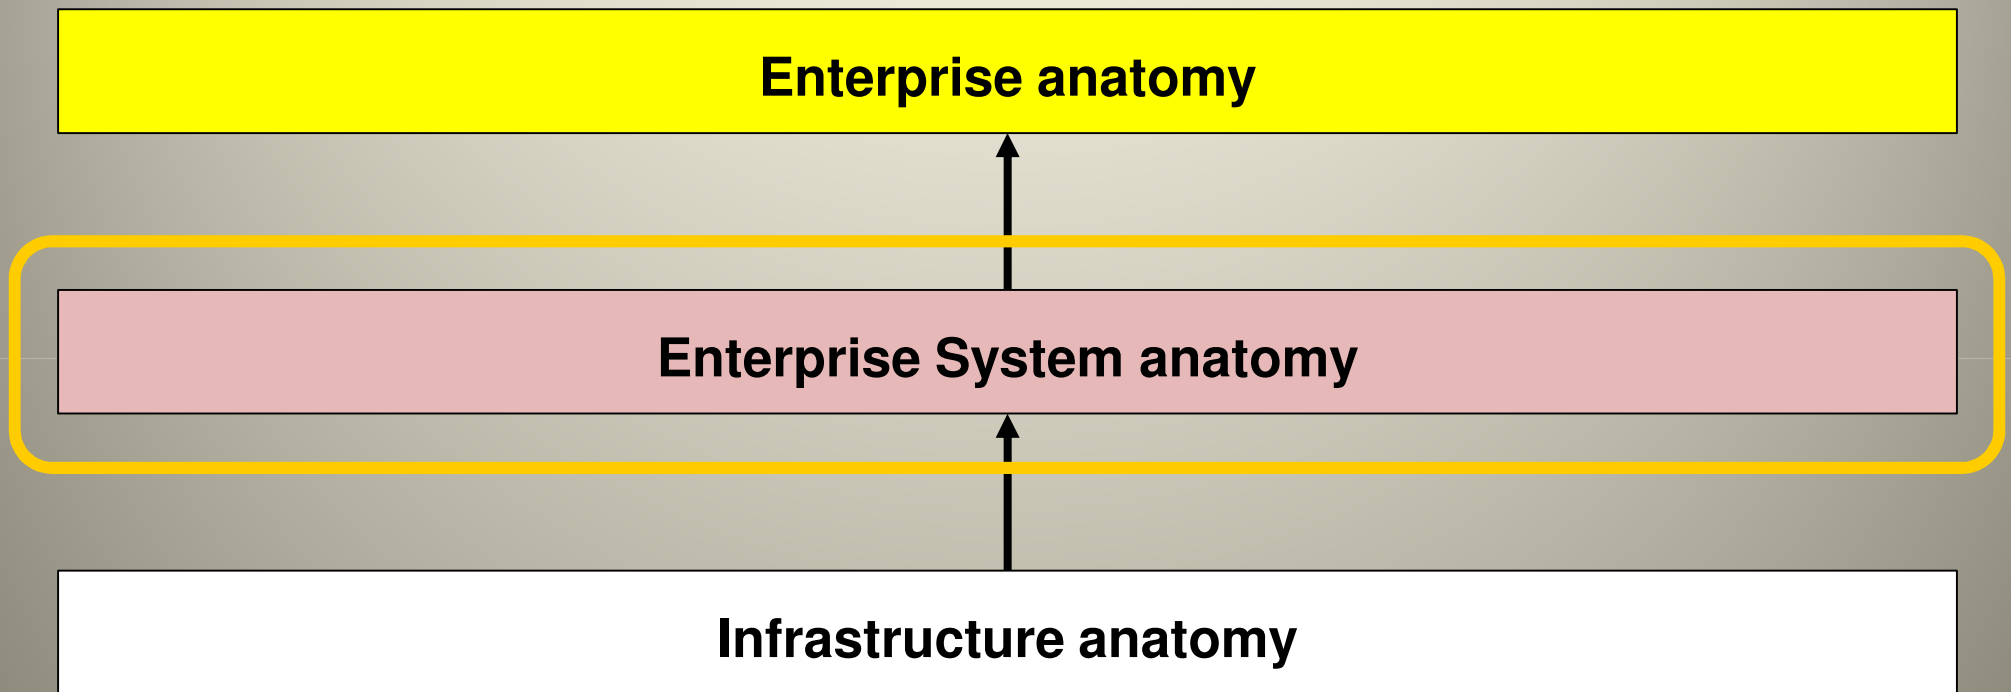 Enterprise anatomy
Enterprise System anatomy
Infrastructure anatomy